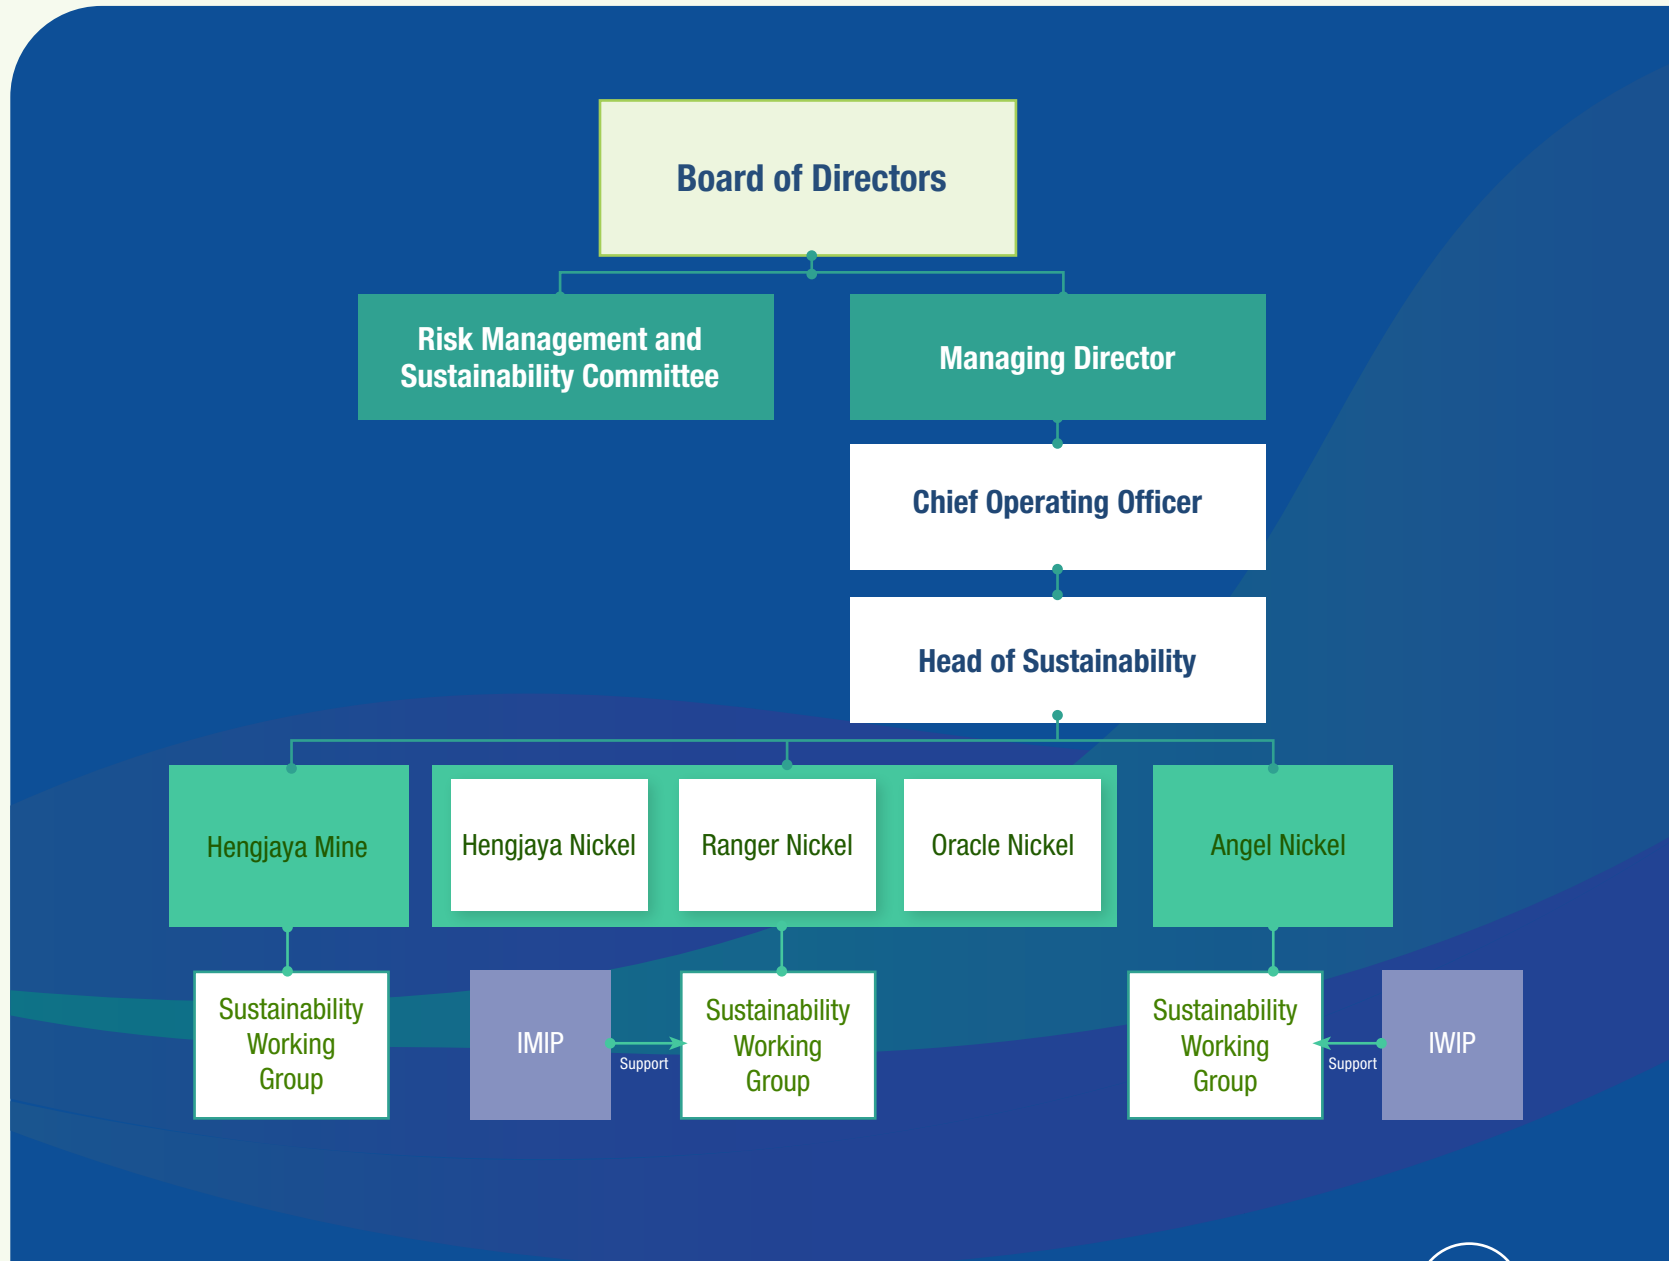 Board of Directors
Risk Management and
Sustainability Committee
Managing Director
Chief Operating Officer
Head of Sustainability
Hengjaya Mine
Hengjaya Nickel
Ranger Nickel
Oracle Nickel
Angel Nickel
Sustainability
Working
Group
IMIP
Support
Sustainability
Working
Group
Sustainability
Working
Group
Support
IWIP